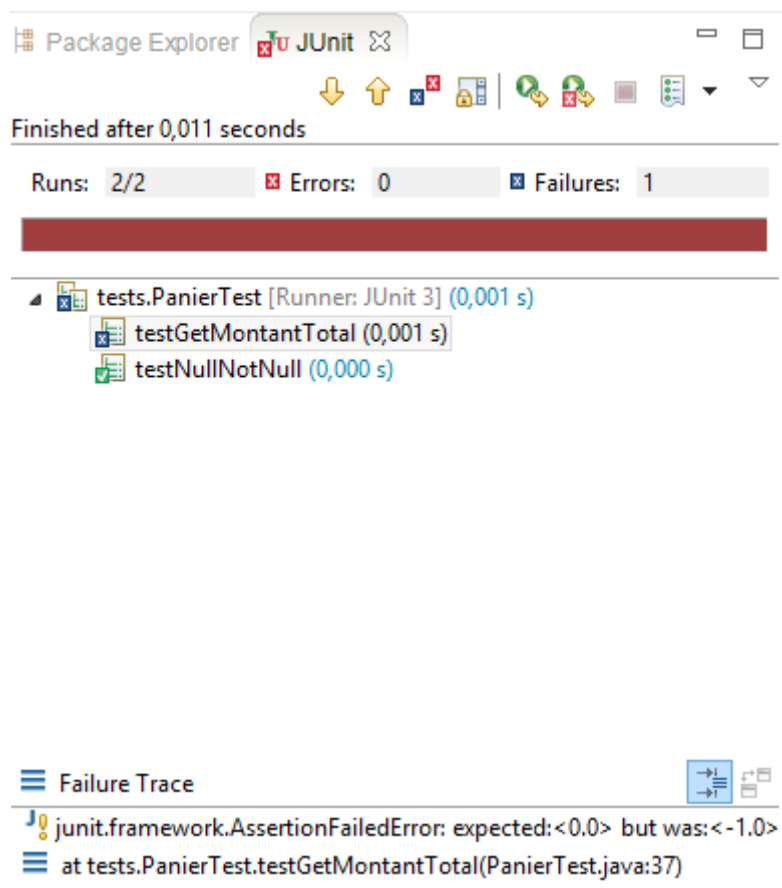 Package Explorer JUnit
Finished after 0,011 seconds
Runs: 2/2 Errors: 0 Failures: 1
tests.PanierTest [Runner: JUnit 3] (0,001 s)
testGetMontantTotal (0,001 s)
testNullNotNull (0,000 s)
Failure Trace
junit.framework.AssertionFailedError: expected:<0.0> but was:<-1.0>
at tests.PanierTest.testGetMontantTotal(PanierTest.java:37)